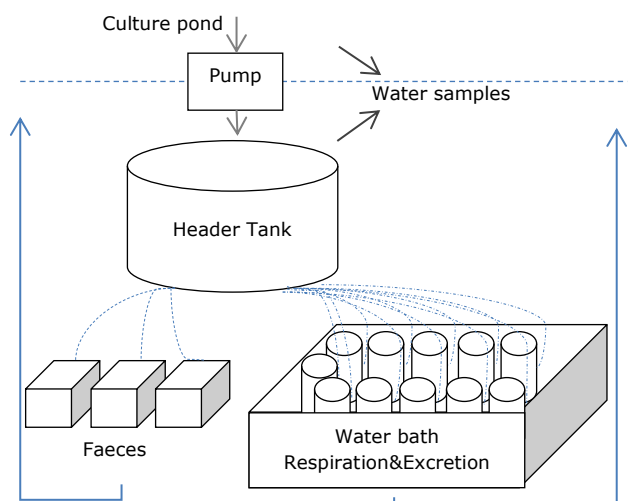 Culture pond
Pump
Water samples
Header Tank
Faeces
Water bath
Respiration&Excretion